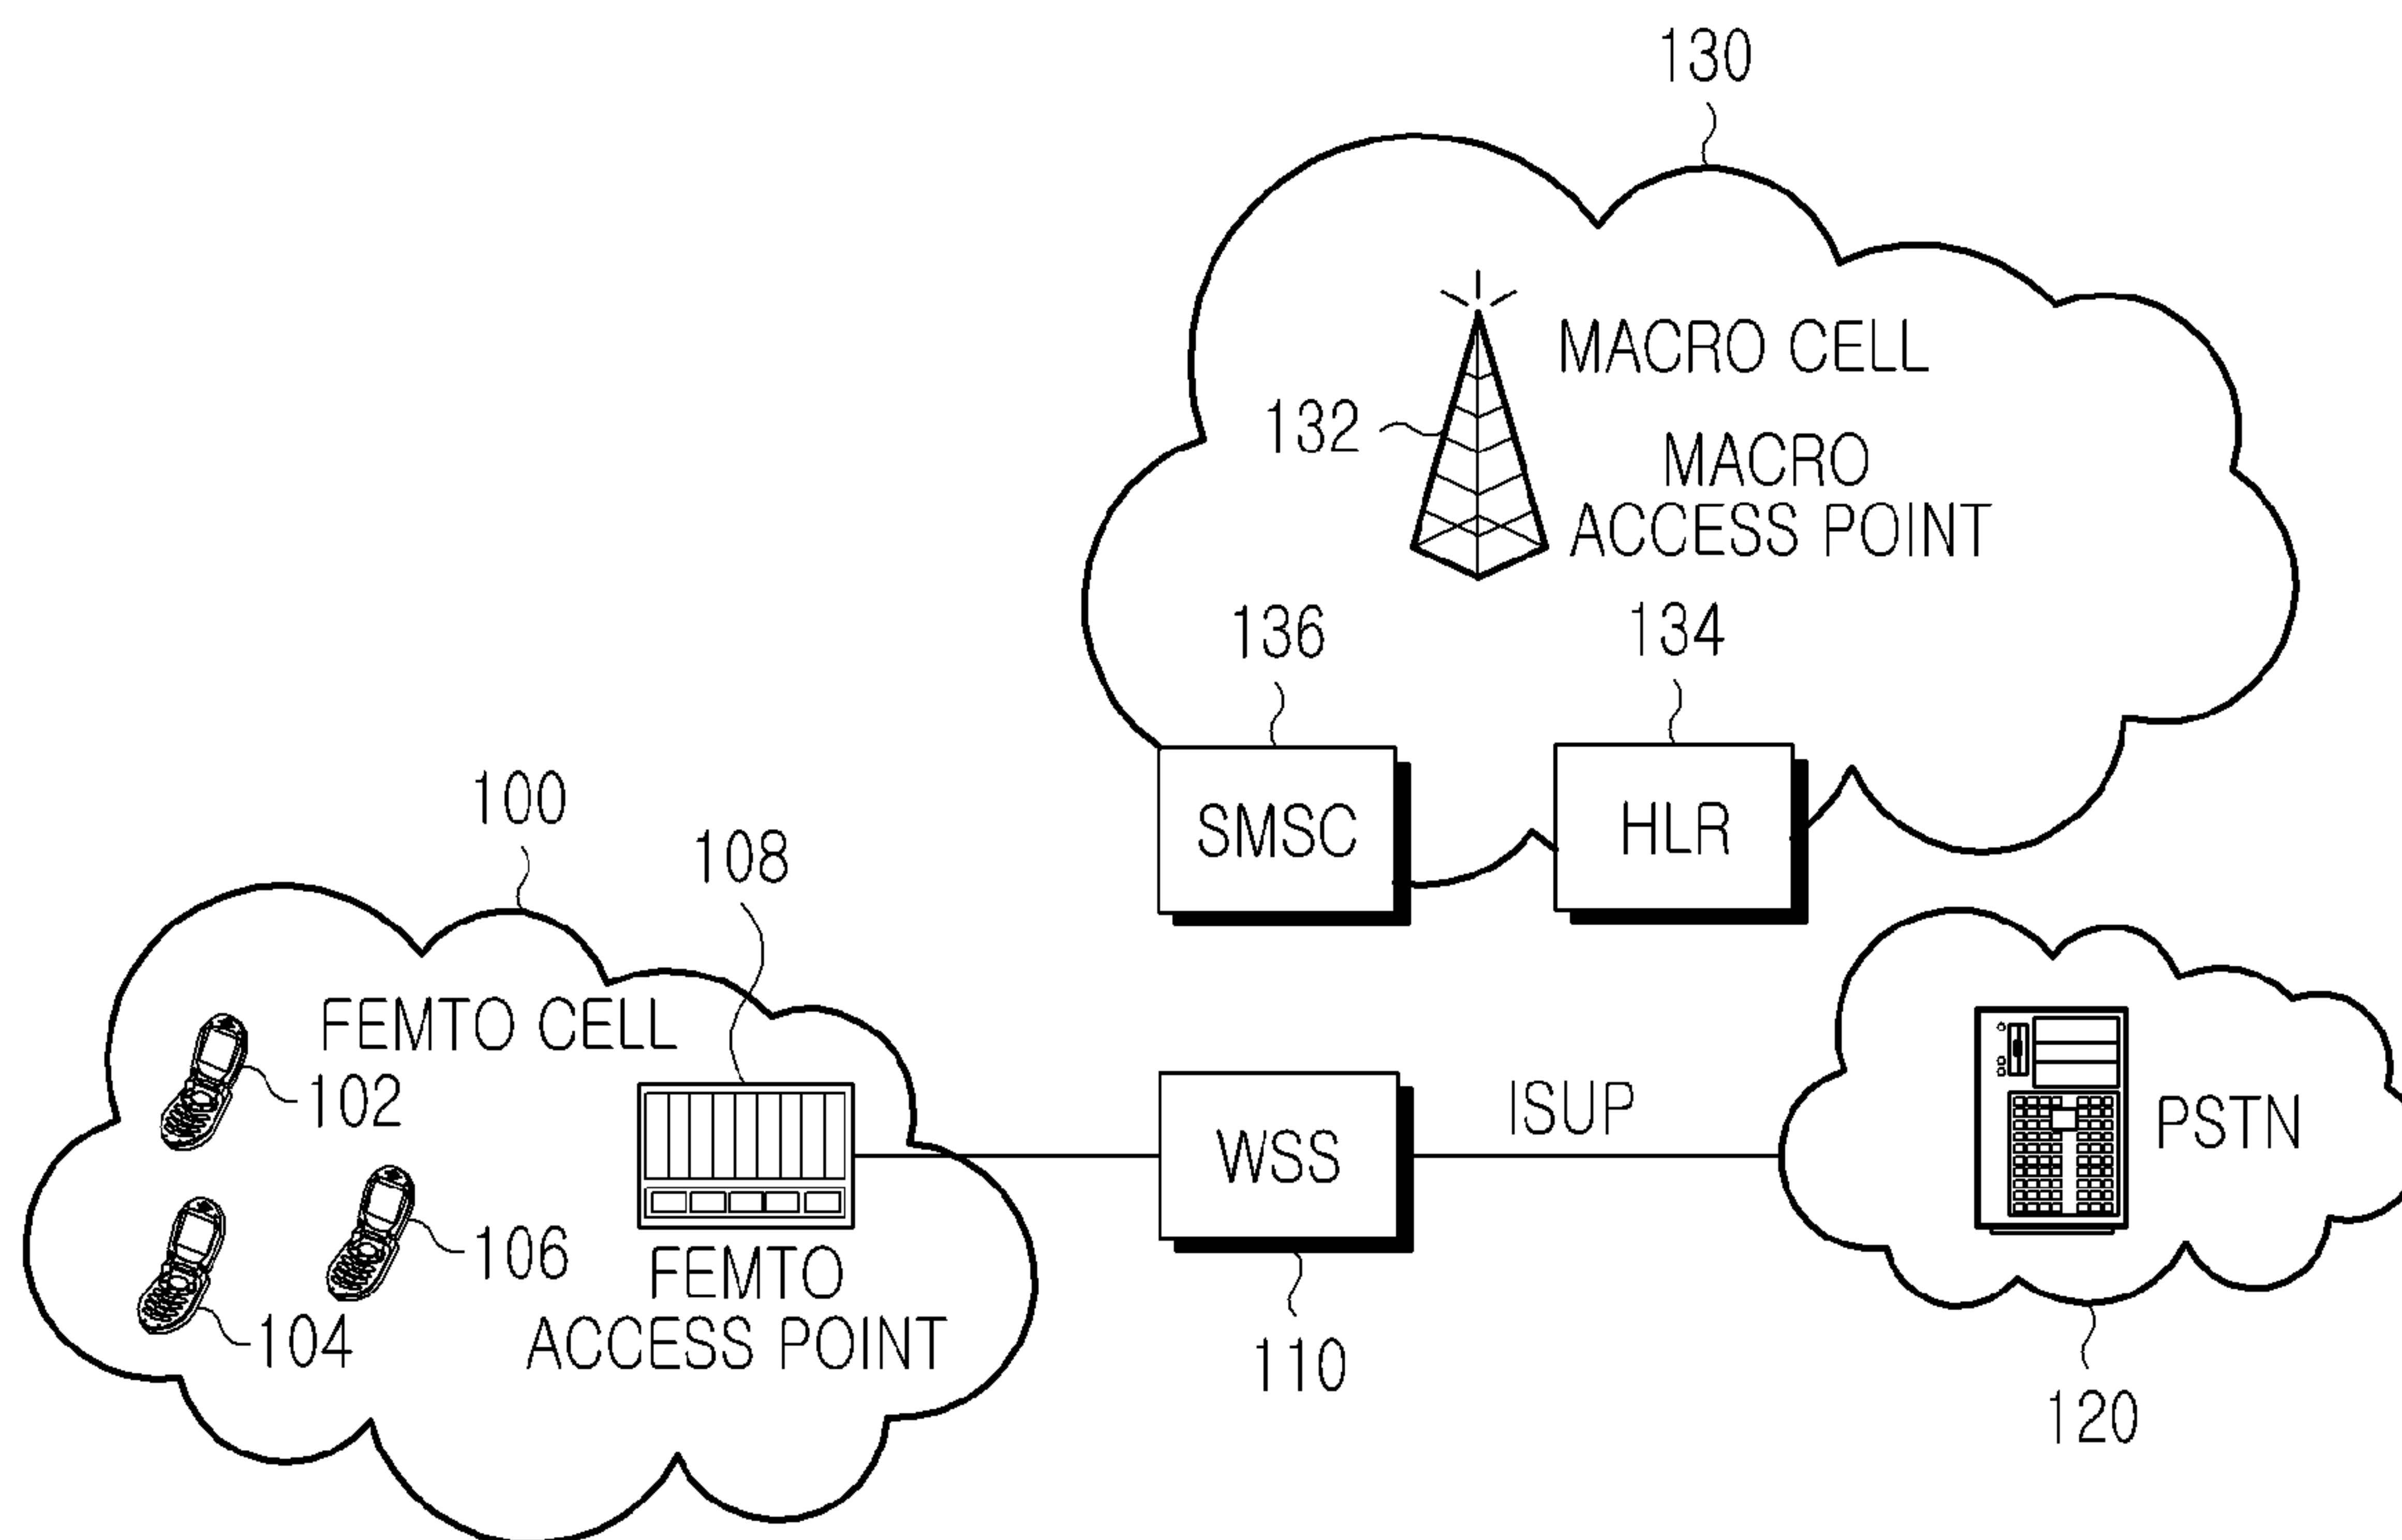 130
MACRO CELL
132
MACRO
ACCESS POINT
136
134
SMSC
HLR
100
108
FEMTO CELL
102
106
104
FEMTO
ACCESS POINT
WSS
ISUP
PSTN
110
120